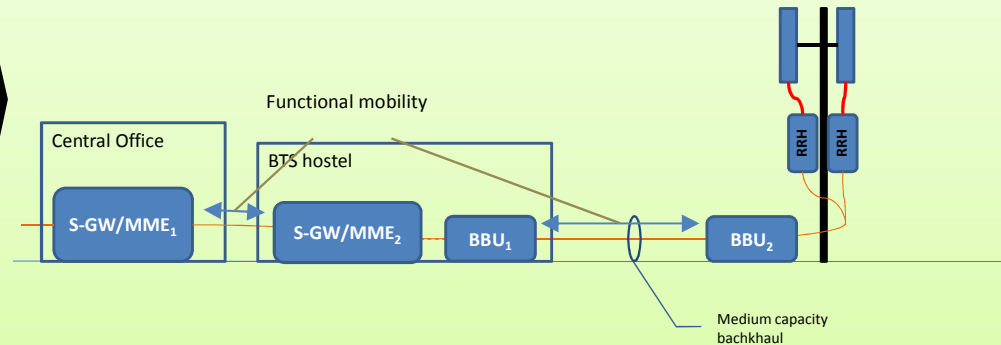 Functional mobility
Central Office
BTS hostel
RRH
RRH
S-GW/MME₁
S-GW/MME₂
BBU₁
BBU₂
Medium capacity
bachkhaul